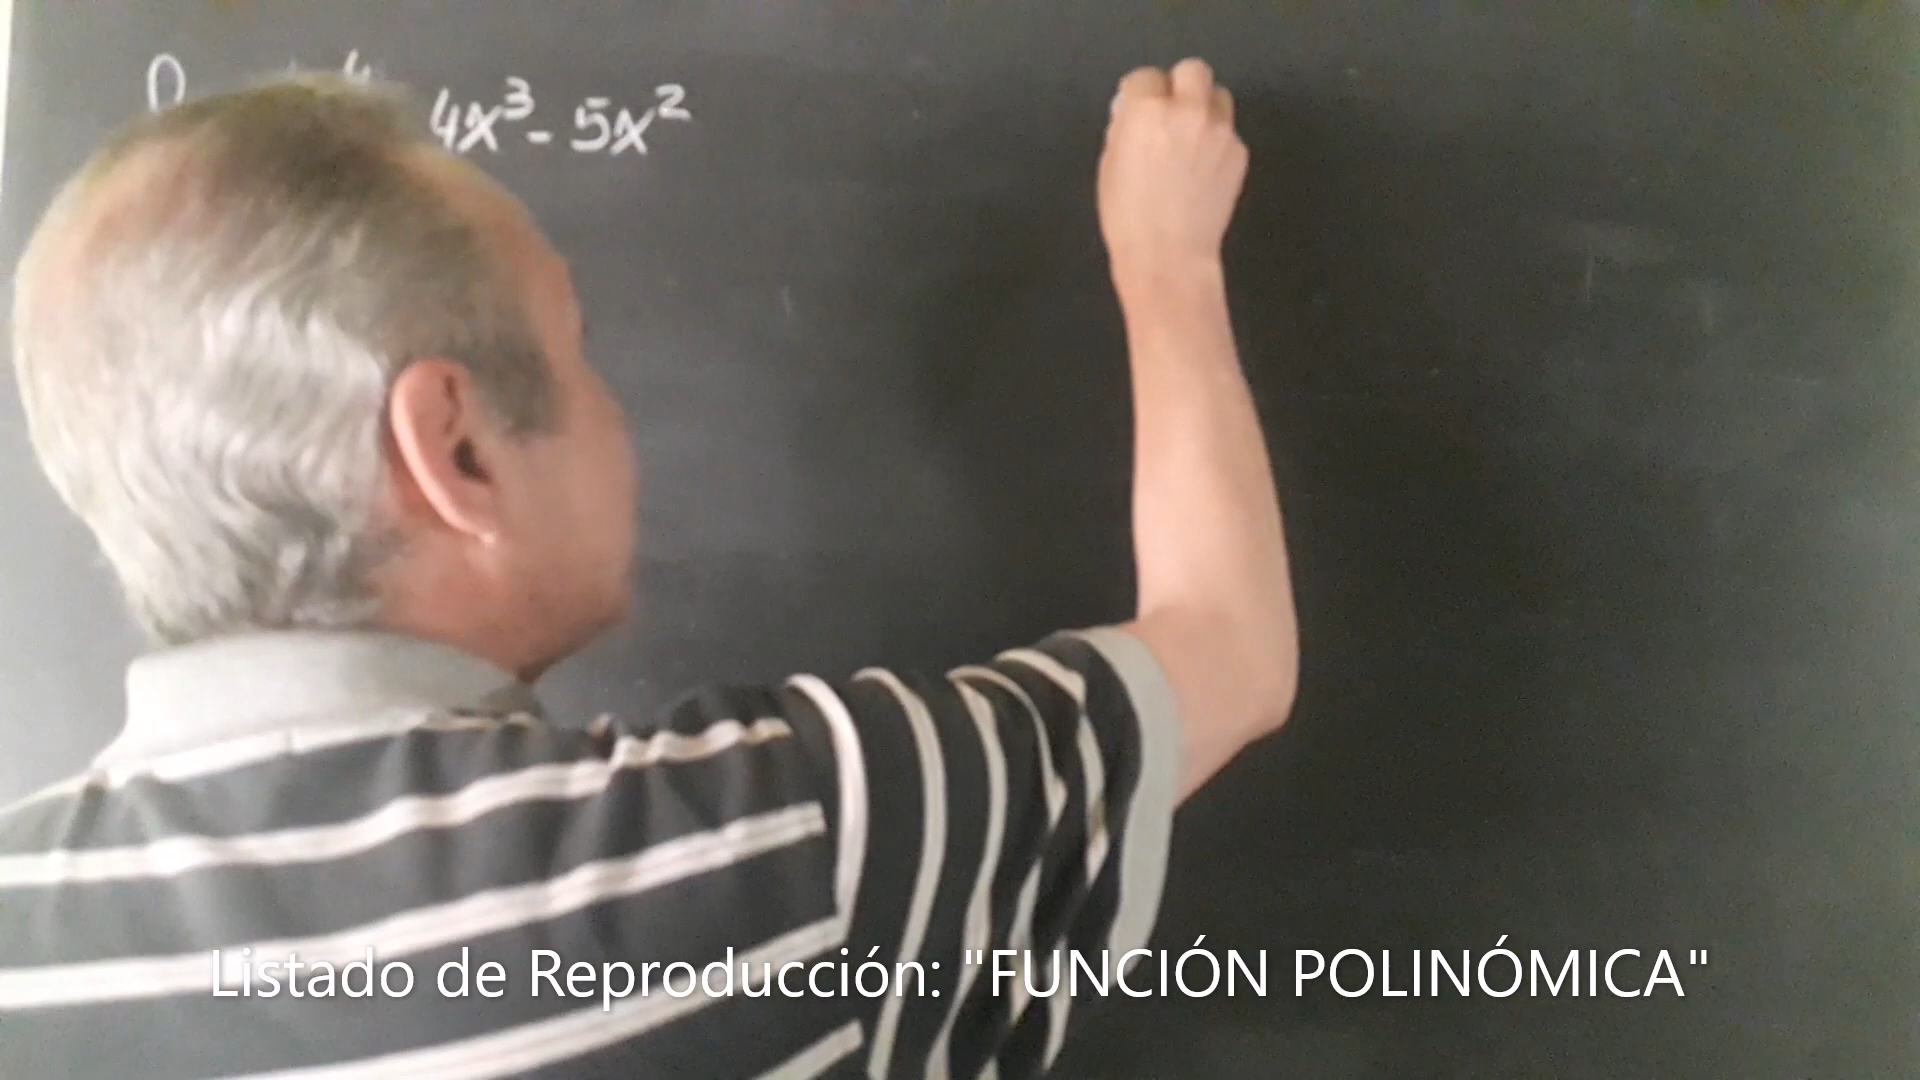 4x³- 5x²
Listado de Reproducción: "FUNCIÓN POLINÓMICA"